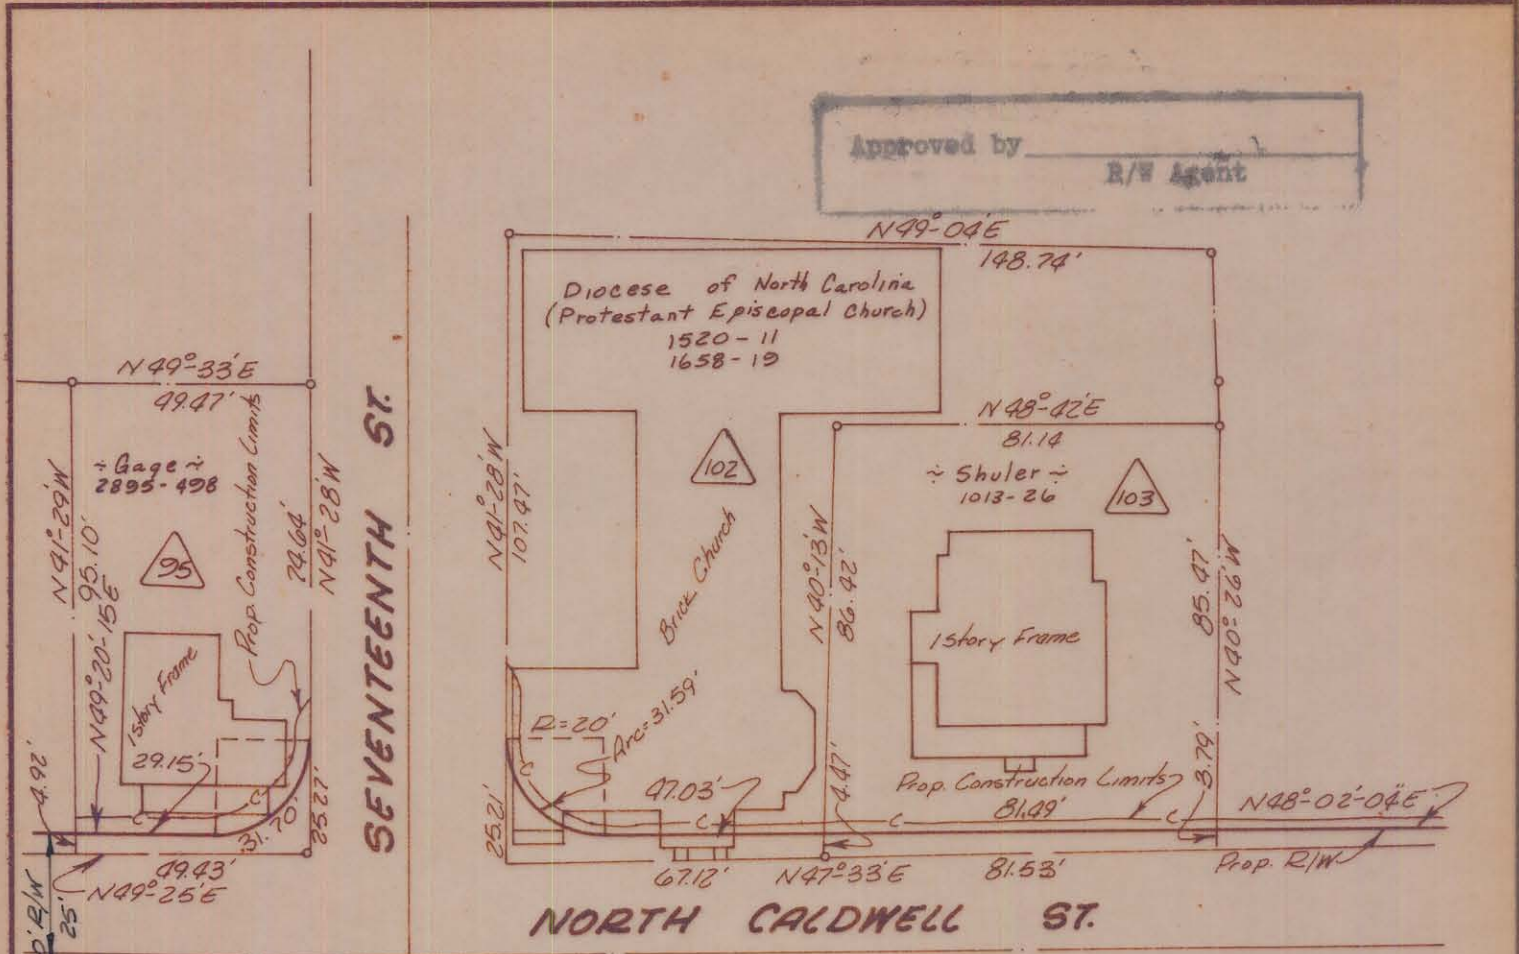 Approved by
R/W Agent
N49°-04'E
148.74'
Diocese of North Carolina
(Protestant Episcopal Church)
1520-11
1658-19
N49°-33'E
49.47'
Prop. Construction Limits
÷ Gage ÷
2895-498
95
N41°-29'W
95.10'
N49°-20'-15"E
74.64'
N41°-28'W
1 Story Frame
29.15'
C
C
31.70'
25.27'
4.92'
49.43'
N49°-25'E
R/W
25'
SEVENTEENTH ST.
N41°-28'W
107.47'
102
Brick Church
R=20'
Arc=31.59'
47.03'
25.21'
C
67.12'
N48°-42'E
81.14
÷ Shuler ÷
1013-26
103
N40°-13'W
86.42'
1 Story Frame
85.47'
N40°-26'W
4.47'
Prop. Construction Limits
81.49'
C
C
3.79'
N48°-02'-04"E
Prop. R/W
N47°-33'E
81.53'
NORTH CALDWELL ST.